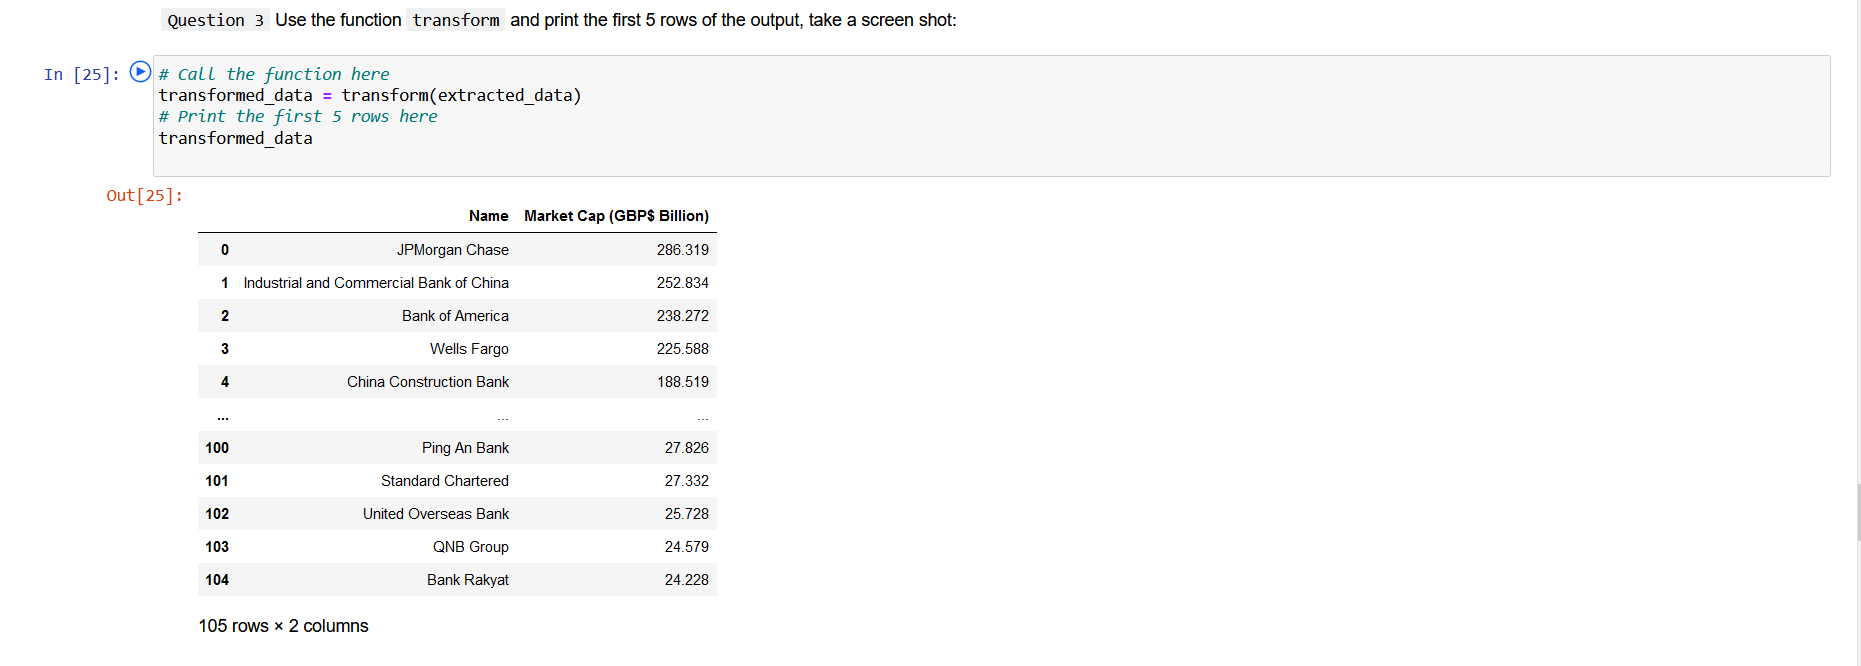 Question 3 Use the function transform and print the first 5 rows of the output, take a screen shot:
In [25]: # Call the function here
transformed_data = transform(extracted_data)
# Print the first 5 rows here
transformed_data
Out[25]:
Name Market Cap (GBP$ Billion)
0 JPMorgan Chase 286.319
1 Industrial and Commercial Bank of China 252.834
2 Bank of America 238.272
3 Wells Fargo 225.588
4 China Construction Bank 188.519
... ... ...
100 Ping An Bank 27.826
101 Standard Chartered 27.332
102 United Overseas Bank 25.728
103 QNB Group 24.579
104 Bank Rakyat 24.228
105 rows × 2 columns